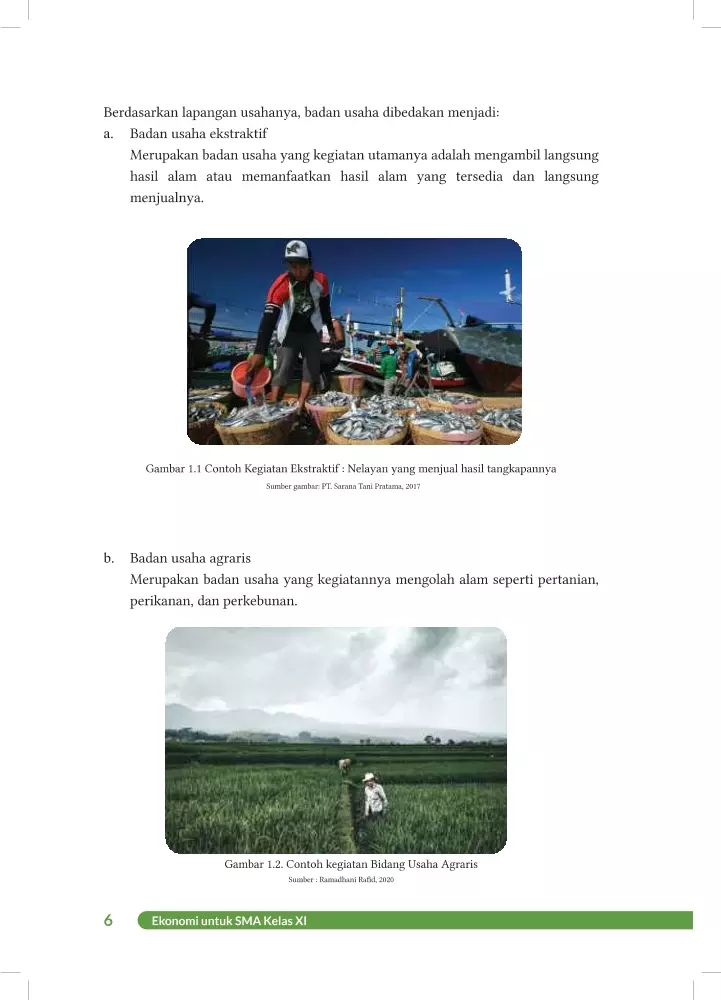 Berdasarkan lapangan usahanya, badan usaha dibedakan menjadi:
a. Badan usaha ekstraktif
Merupakan badan usaha yang kegiatan utamanya adalah mengambil langsung
hasil alam atau memanfaatkan hasil alam yang tersedia dan langsung
menjualnya.
Gambar 1.1 Contoh Kegiatan Ekstraktif : Nelayan yang menjual hasil tangkapannya
Sumber gambar: PT. Sarana Tani Pratama, 2017
b. Badan usaha agraris
Merupakan badan usaha yang kegiatannya mengolah alam seperti pertanian,
perikanan, dan perkebunan.
Gambar 1.2. Contoh kegiatan Bidang Usaha Agraris
Sumber : Ramadhani Rafid, 2020
6 Ekonomi untuk SMA Kelas XI